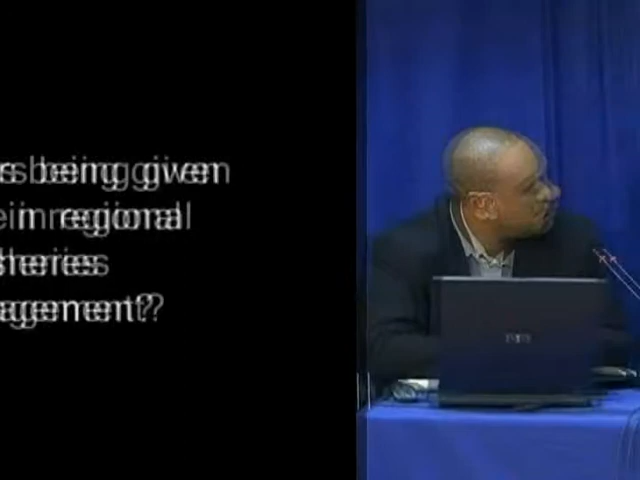 s being given
e in regional
sheries
agement?